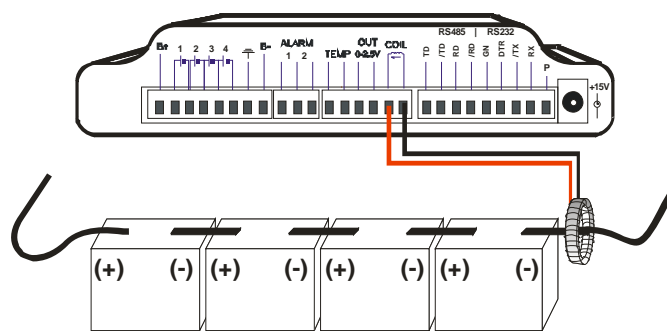 RS485 | RS232
B+ 1 2 3 4 B-
ALARM
1 2
TEMP
OUT
0-2.5V
COIL
TD /TD RD /RD GN DTR /TX RX P
+15V
(+) (-) (+) (-) (+) (-) (+) (-)